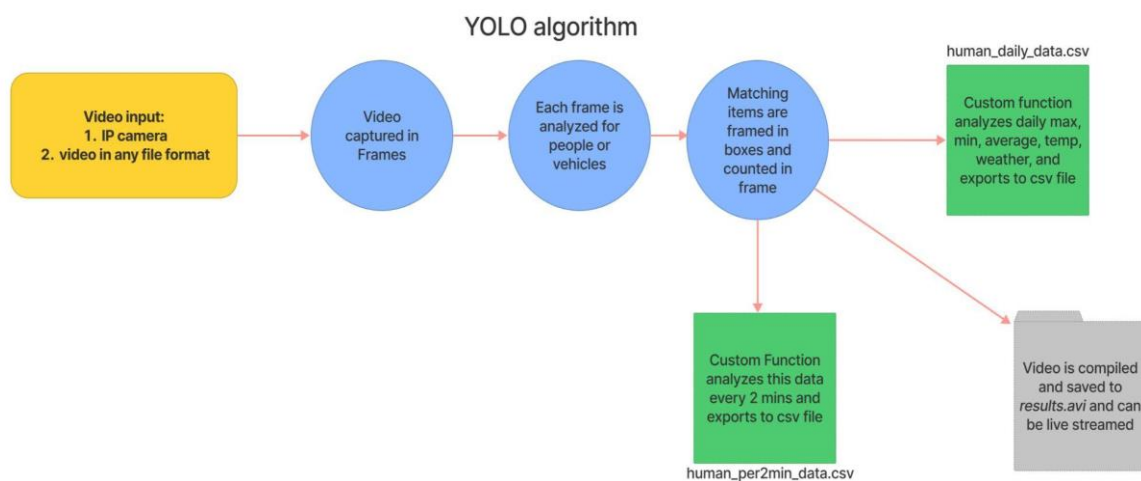 YOLO algorithm
Video input:
1. IP camera
2. video in any file format
Video
captured in
Frames
Each frame is
analyzed for
people or
vehicles
Matching
items are
framed in
boxes and
counted in
frame
human_daily_data.csv
Custom function
analyzes daily max,
min, average, temp,
weather, and
exports to csv file
Custom Function
analyzes this data
every 2 mins and
exports to csv file
human_per2min_data.csv
Video is compiled
and saved to
results.avi and can
be live streamed